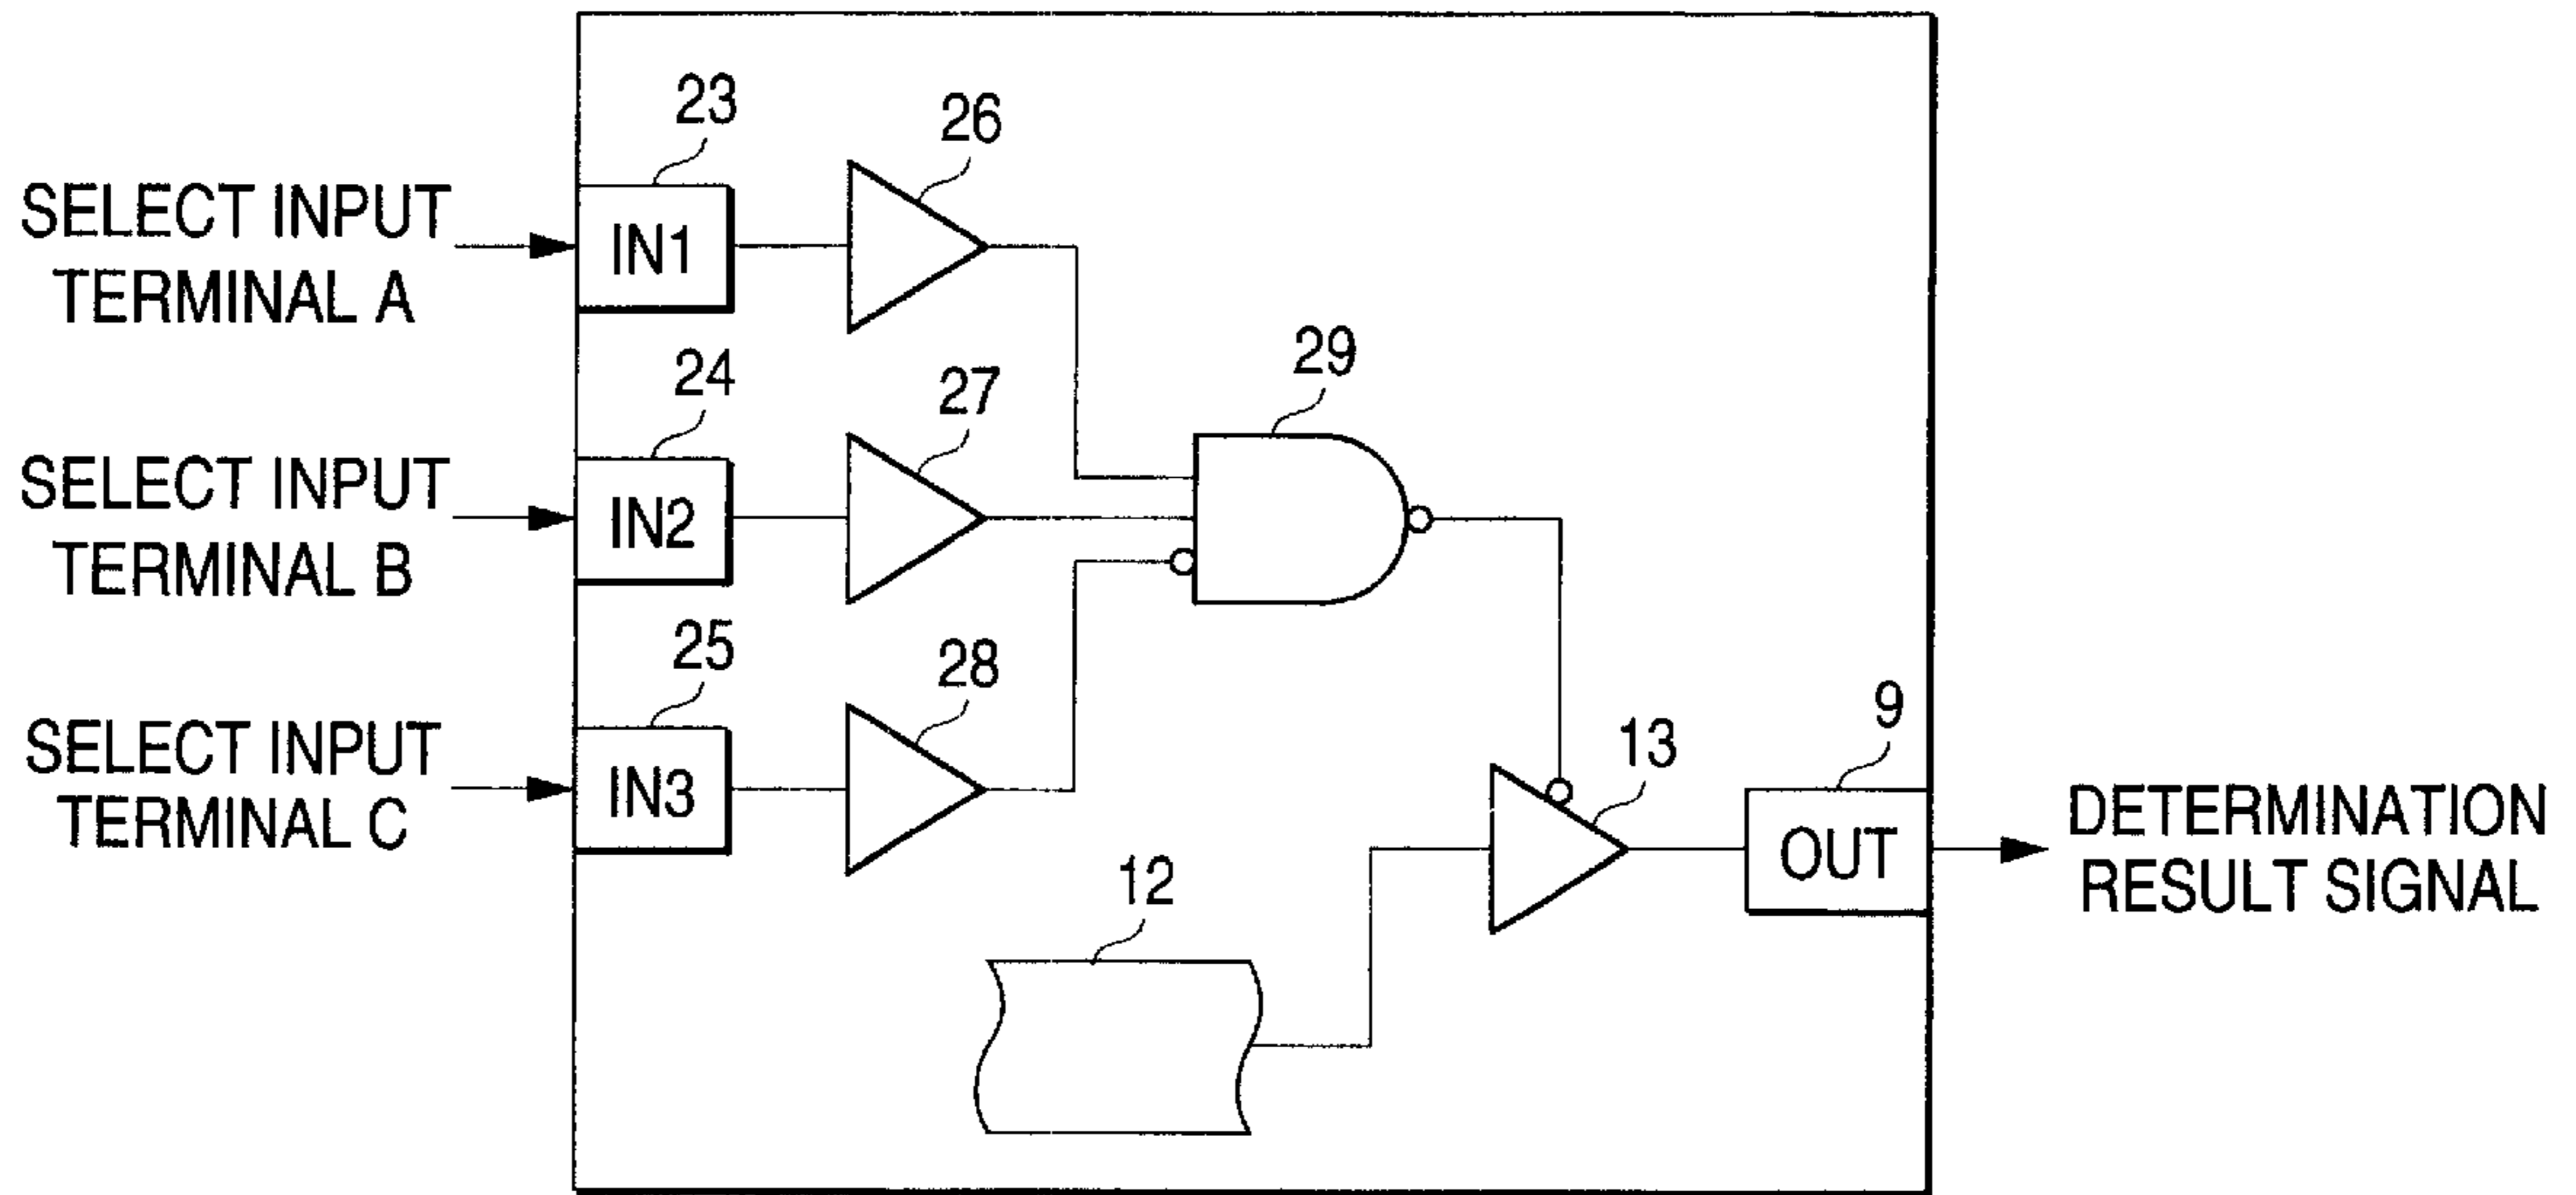 23
26
SELECT INPUT
TERMINAL A
IN1
24
27
29
SELECT INPUT
TERMINAL B
IN2
25
28
SELECT INPUT
TERMINAL C
IN3
13
9
12
OUT
DETERMINATION
RESULT SIGNAL